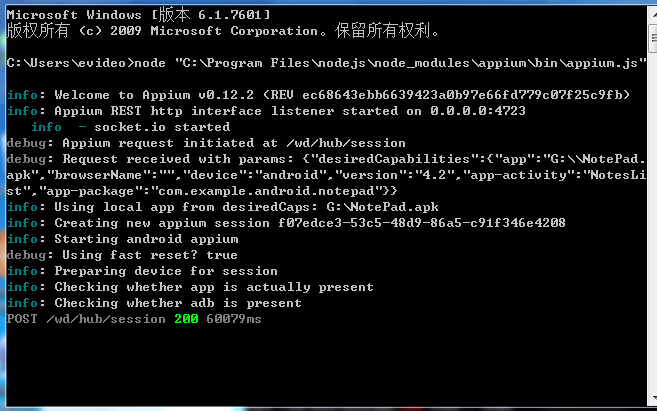 Microsoft Windows [版本 6.1.7601]
版权所有 (c) 2009 Microsoft Corporation。保留所有权利。
C:\Users\evideo>node "C:\Program Files\nodejs\node_modules\appium\bin\appium.js"
info: Welcome to Appium v0.12.2 (REV ec68643ebb6639423a0b97e66fd779c07f25c9fb)
info: Appium REST http interface listener started on 0.0.0.0:4723
info - socket.io started
debug: Appium request initiated at /wd/hub/session
debug: Request received with params: {"desiredCapabilities":{"app":"G:\\NotePad.
apk","browserName":"","device":"android","version":"4.2","app-activity":"NotesLi
st","app-package":"com.example.android.notepad"}}
info: Using local app from desiredCaps: G:\NotePad.apk
info: Creating new appium session f07edce3-53c5-48d9-86a5-c91f346e4208
info: Starting android appium
debug: Using fast reset? true
info: Preparing device for session
info: Checking whether app is actually present
info: Checking whether adb is present
POST /wd/hub/session 200 60079ms